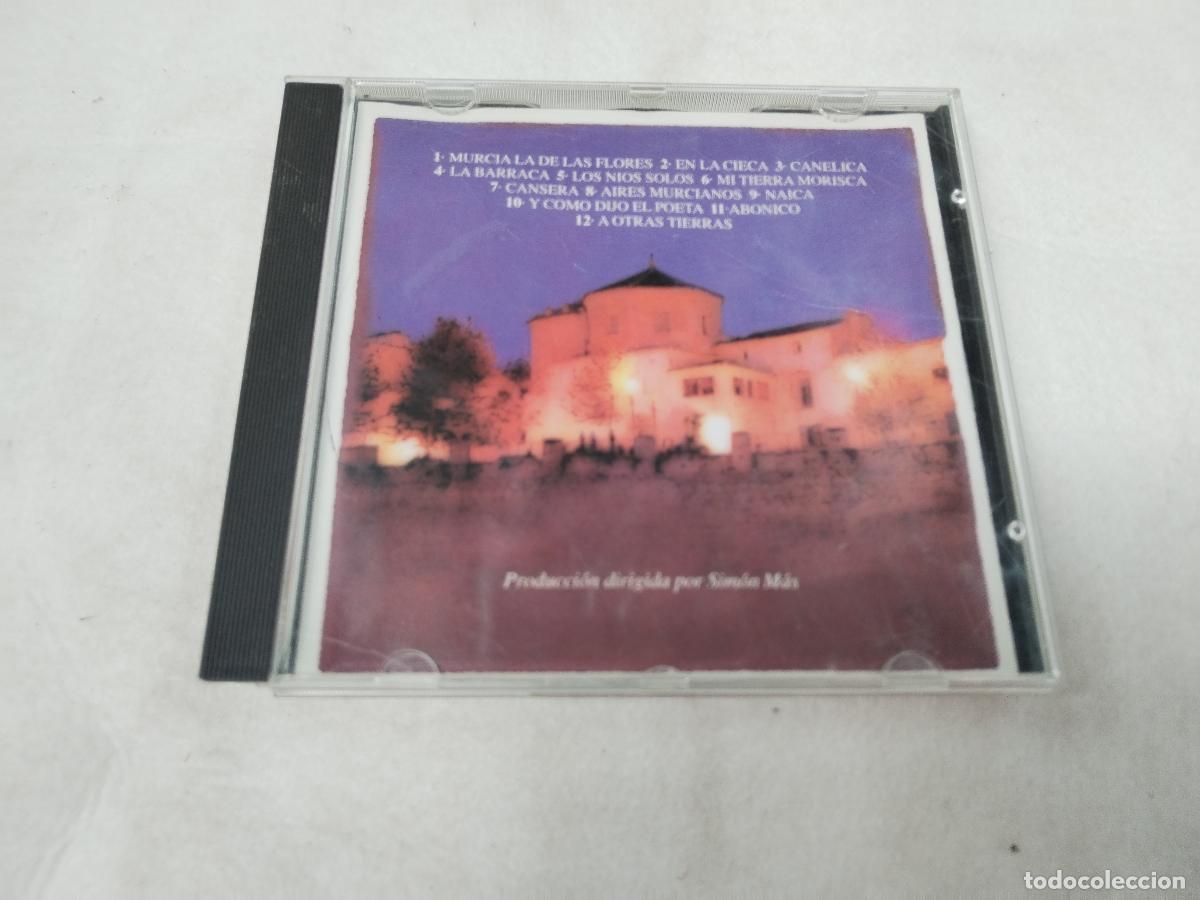 1· MURCIA LA DE LAS FLORES 2· EN LA CIECA 3· CANELICA
4· LA BARRACA 5· LOS NIOS SOLOS 6· MI TIERRA MORISCA
7· CANSERA 8· AIRES MURCIANOS 9· NAICA
10· Y COMO DIJO EL POETA 11·ABONICO
12· A OTRAS TIERRAS
Producción dirigida por Simón Más
todocoleccion